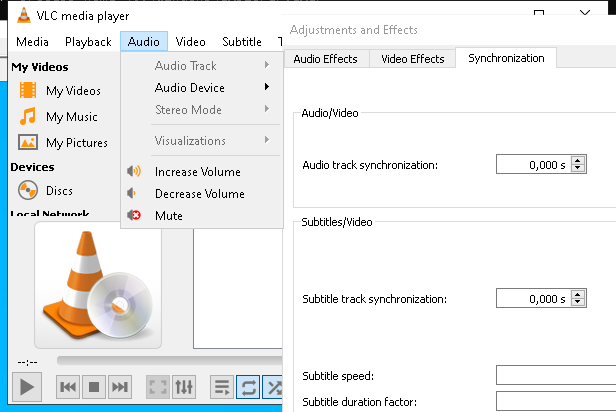 VLC media player
Media Playback Audio Video Subtitle T
My Videos
My Videos
My Music
My Pictures
Devices
Discs
Local Network
Audio Track
Audio Device
Stereo Mode
Visualizations
Increase Volume
Decrease Volume
Mute
--:--
Adjustments and Effects
Audio Effects Video Effects Synchronization
Audio/Video
Audio track synchronization: 0,000 s
Subtitles/Video
Subtitle track synchronization: 0,000 s
Subtitle speed:
Subtitle duration factor: